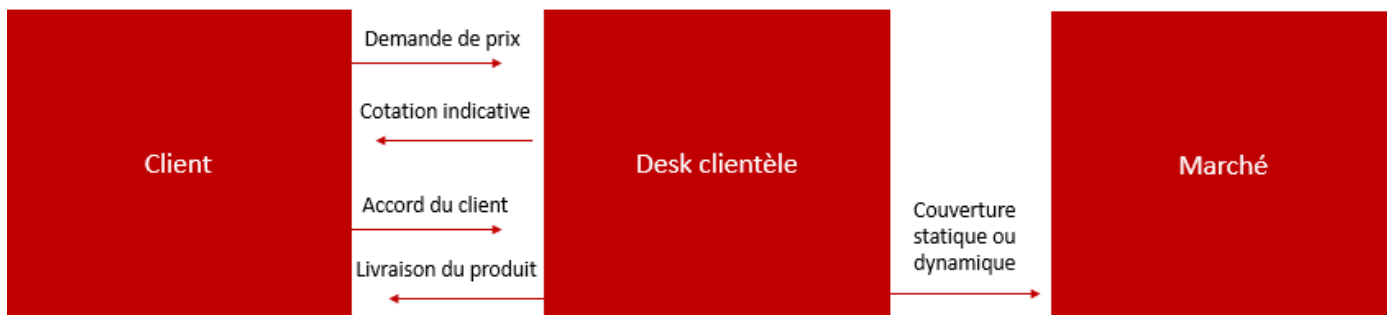 Client
Demande de prix
Cotation indicative
Accord du client
Livraison du produit
Desk clientèle
Couverture
statique ou
dynamique
Marché